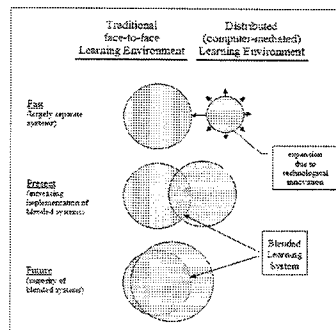 Traditional
face-to-face
Learning Environment
Distributed
(computer-mediated)
Learning Environment
Past
(largely separate
systems)
expansion
due to
technological
innovation
Present
(increasing
implementation of
blended systems)
Blended
Learning
System
Future
(majority of
blended systems)